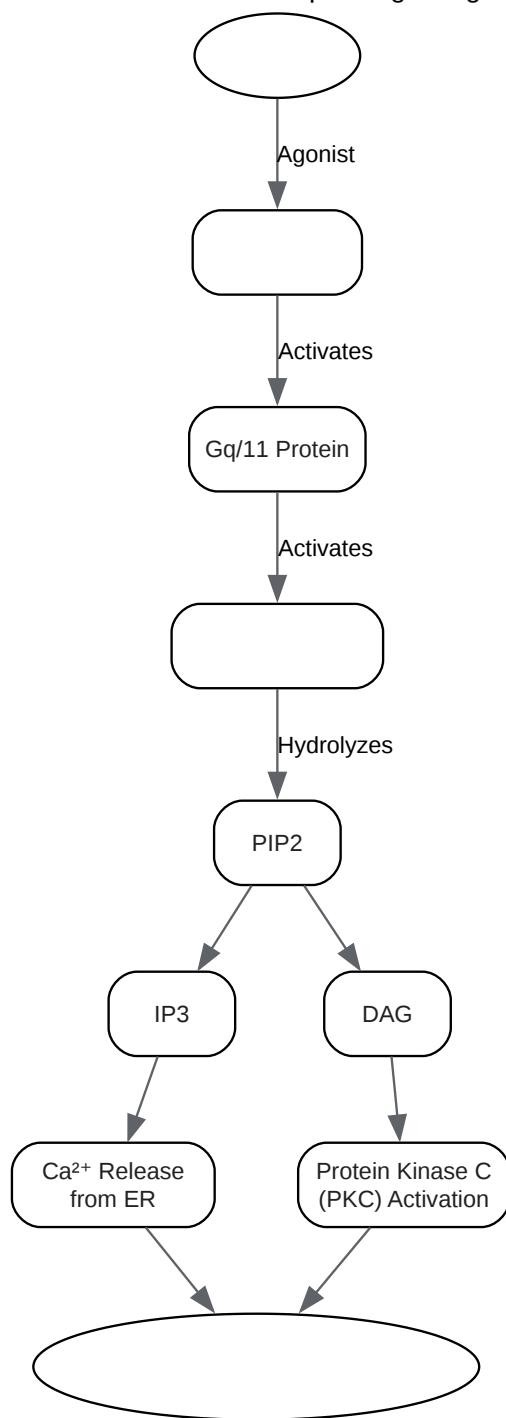 Agonist
Activates
Gq/11 Protein
Activates
Hydrolyzes
PIP2
IP3
DAG
Ca²⁺ Release
from ER
Protein Kinase C
(PKC) Activation